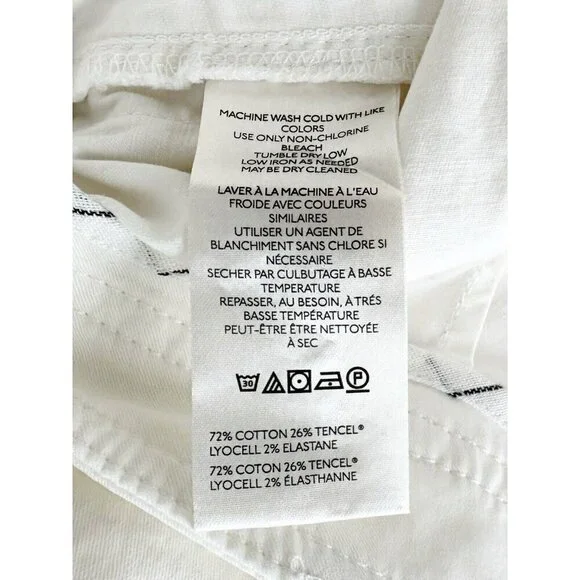 MACHINE WASH COLD WITH LIKE
COLORS
USE ONLY NON-CHLORINE
BLEACH
TUMBLE DRY LOW
LOW IRON AS NEEDED
MAY BE DRY CLEANED
LAVER À LA MACHINE À L'EAU
FROIDE AVEC COULEURS
SIMILAIRES
UTILISER UN AGENT DE
BLANCHIMENT SANS CHLORE SI
NÉCESSAIRE
SECHER PAR CULBUTAGE À BASSE
TEMPERATURE
REPASSER, AU BESOIN, À TRÉS
BASSE TEMPÉRATURE
PEUT-ÊTRE ÊTRE NETTOYÉE
À SEC
30 P
72% COTTON 26% TENCEL®
LYOCELL 2% ELASTANE
72% COTON 26% TENCEL®
LYOCELL 2% ÉLASTHANNE